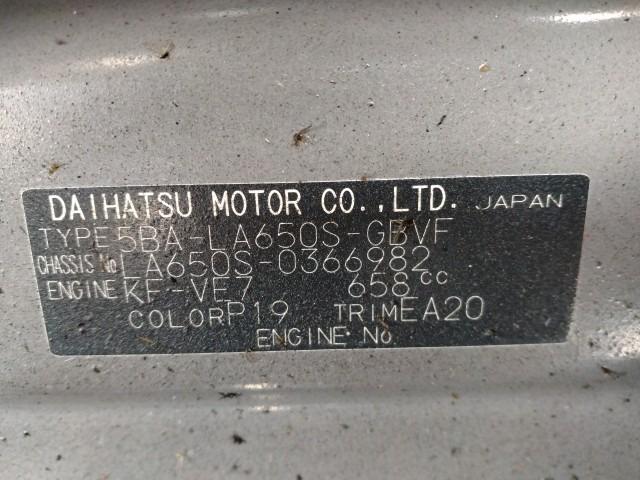 DAIHATSU MOTOR CO.,LTD. JAPAN
TYPE 5BA-LA650S-GBVF
CHASSIS No LA650S-0366982
ENGINE KF-VE7 658cc
COLOR P19 TRIM EA20
ENGINE No.